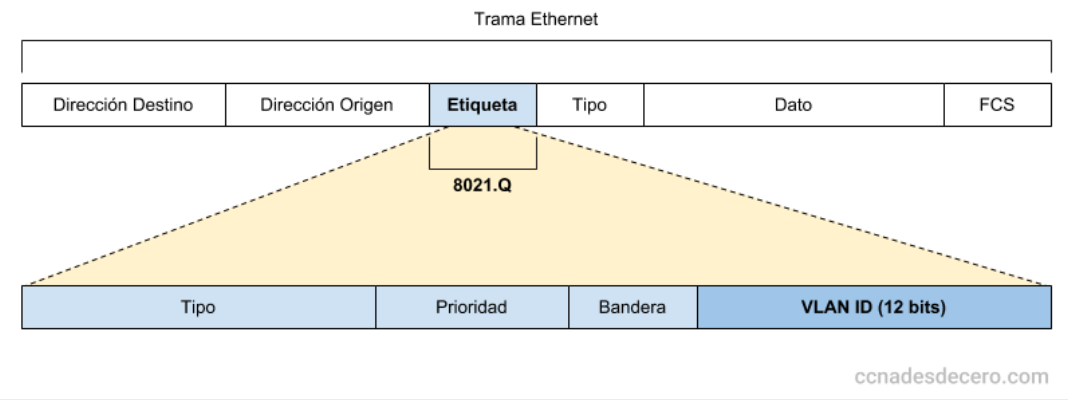 Trama Ethernet
Dirección Destino Dirección Origen Etiqueta Tipo Dato FCS
8021.Q
Tipo Prioridad Bandera VLAN ID (12 bits)
ccnadesdecero.com